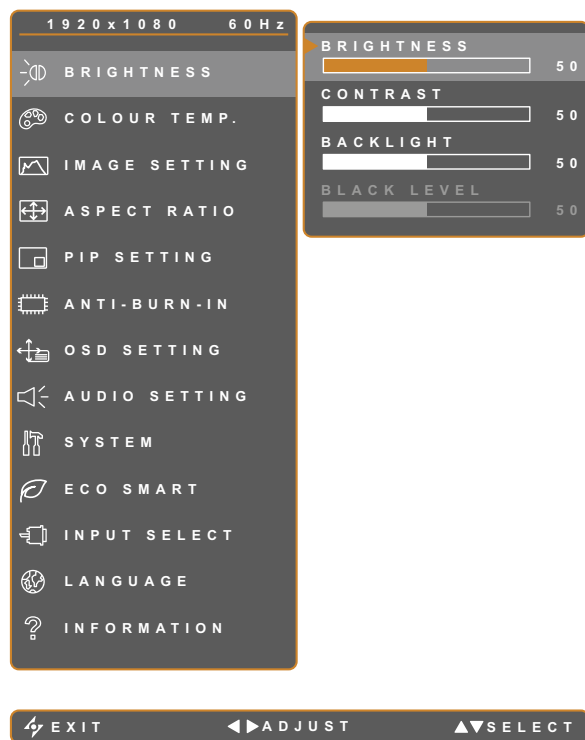 1920x1080 60Hz
BRIGHTNESS
COLOUR TEMP.
IMAGE SETTING
ASPECT RATIO
PIP SETTING
ANTI-BURN-IN
OSD SETTING
AUDIO SETTING
SYSTEM
ECO SMART
INPUT SELECT
LANGUAGE
INFORMATION
BRIGHTNESS
50
CONTRAST
50
BACKLIGHT
50
BLACK LEVEL
50
EXIT ADJUST SELECT